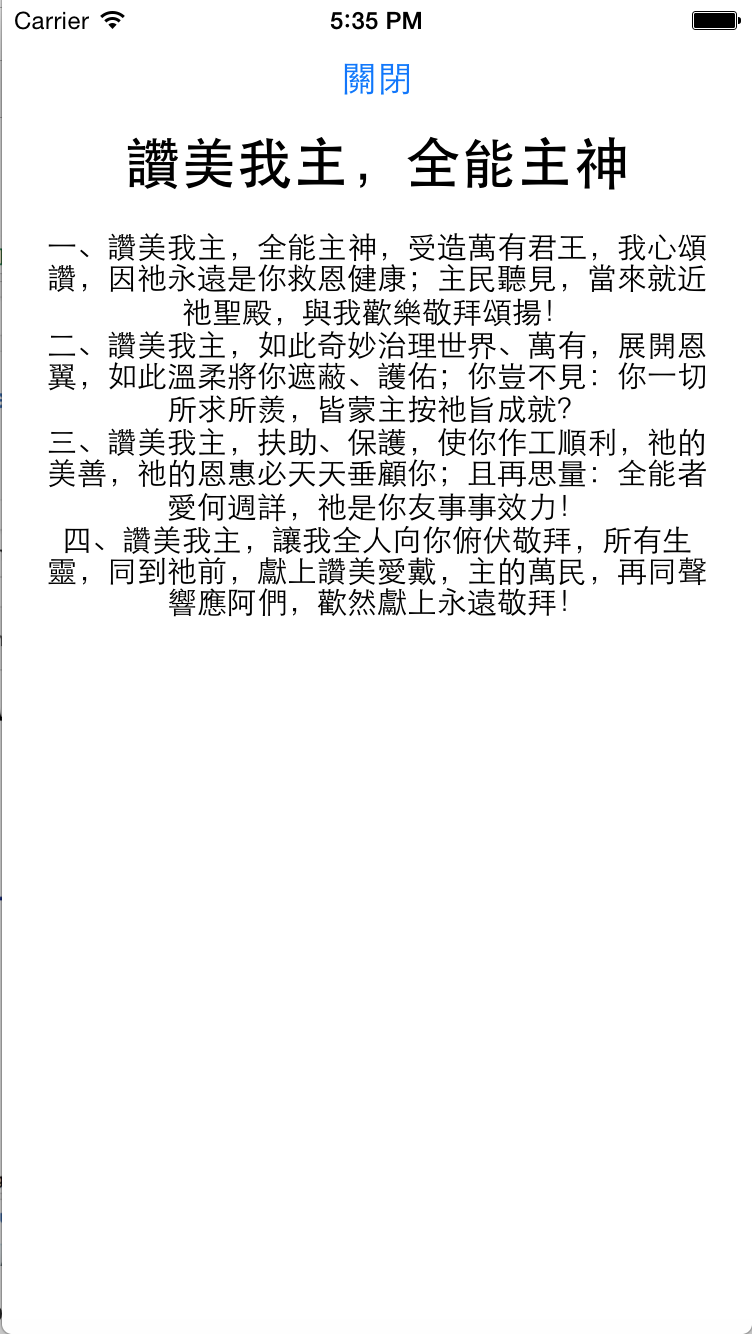 Carrier 5:35 PM
關閉
讚美我主，全能主神
一、讚美我主，全能主神，受造萬有君王，我心頌
讚，因祂永遠是你救恩健康；主民聽見，當來就近
祂聖殿，與我歡樂敬拜頌揚！
二、讚美我主，如此奇妙治理世界、萬有，展開恩
翼，如此溫柔將你遮蔽、護佑；你豈不見：你一切
所求所羨，皆蒙主按祂旨成就？
三、讚美我主，扶助、保護，使你作工順利，祂的
美善，祂的恩惠必天天垂顧你；且再思量：全能者
愛何週詳，祂是你友事事效力！
四、讚美我主，讓我全人向你俯伏敬拜，所有生
靈，同到祂前，獻上讚美愛戴，主的萬民，再同聲
響應阿們，歡然獻上永遠敬拜！